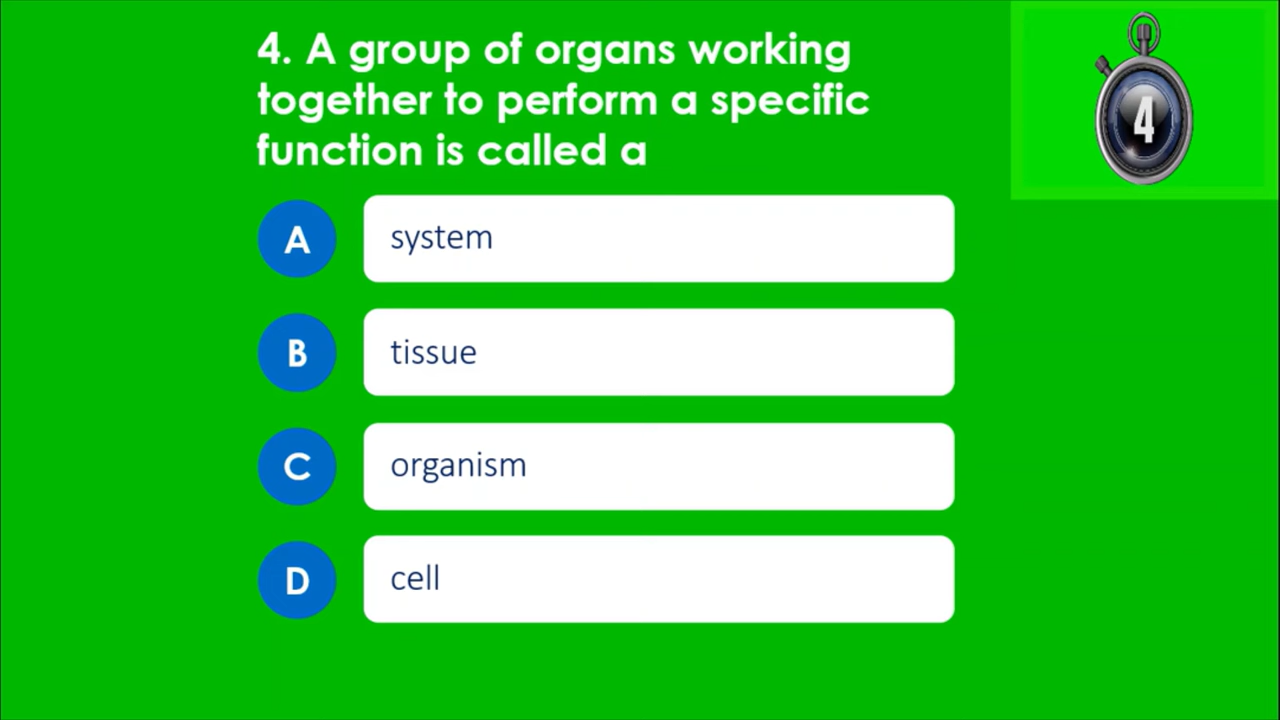 4. A group of organs working
together to perform a specific
function is called a
4
A
system
B
tissue
C
organism
D
cell